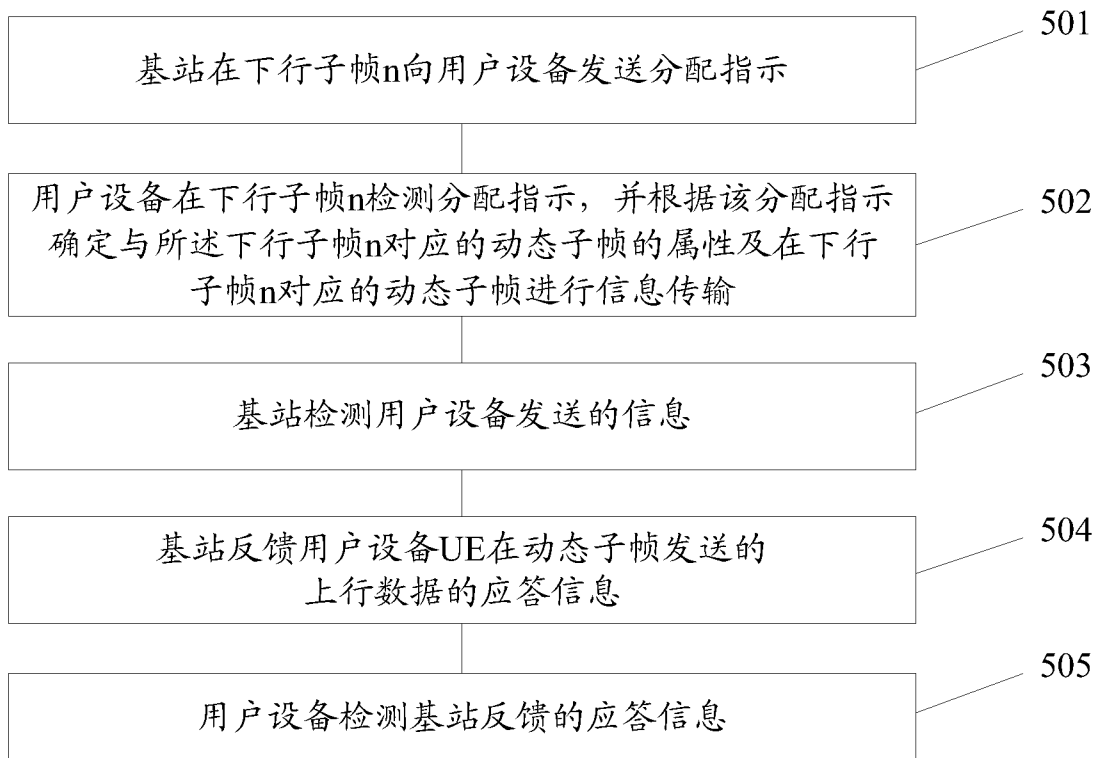 基站在下行子帧n向用户设备发送分配指示
501
用户设备在下行子帧n检测分配指示，并根据该分配指示
确定与所述下行子帧n对应的动态子帧的属性及在下行
子帧n对应的动态子帧进行信息传输
502
基站检测用户设备发送的信息
503
基站反馈用户设备UE在动态子帧发送的
上行数据的应答信息
504
用户设备检测基站反馈的应答信息
505